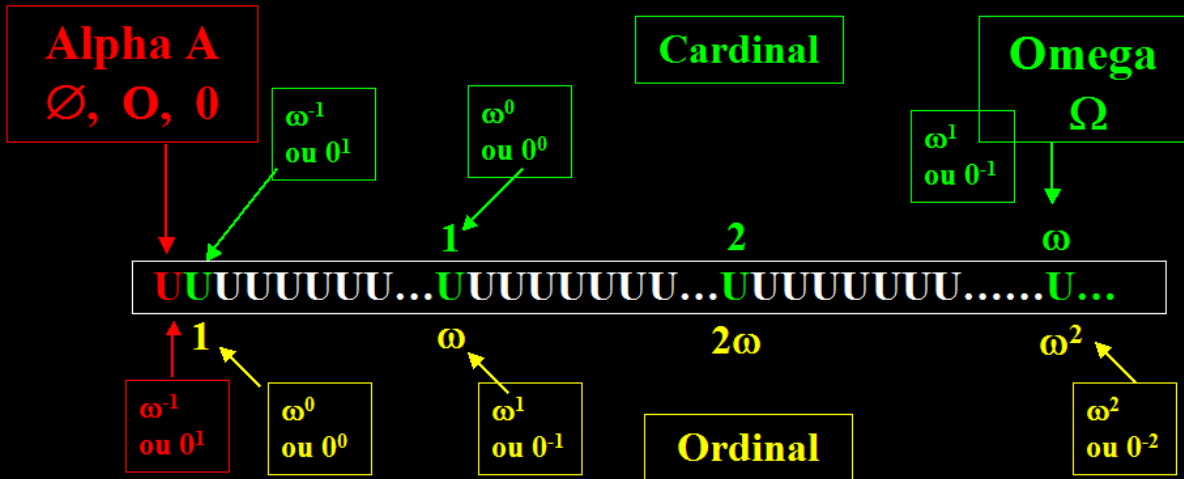 Alpha A
∅, O, 0
Cardinal
Omega
Ω
ω⁻¹
ou 0¹
ω⁰
ou 0⁰
ω¹
ou 0⁻¹
1 2 ω
UUUUUUUU...UUUUUUUU...UUUUUUUU......U...
1 ω 2ω ω²
ω⁻¹
ou 0¹
ω⁰
ou 0⁰
ω¹
ou 0⁻¹
Ordinal
ω²
ou 0⁻²